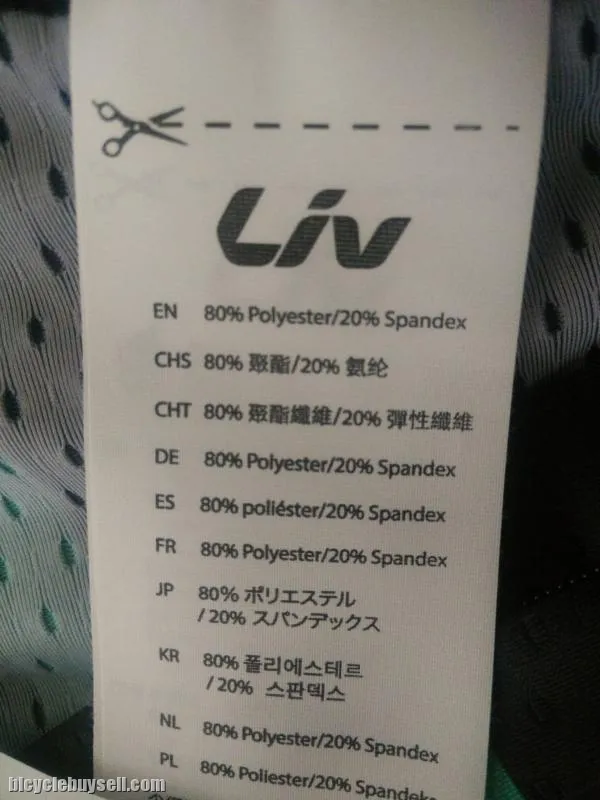 Liv
EN 80% Polyester/20% Spandex
CHS 80% 聚酯/20% 氨纶
CHT 80% 聚酯纖維/20% 彈性纖維
DE 80% Polyester/20% Spandex
ES 80% poliéster/20% Spandex
FR 80% Polyester/20% Spandex
JP 80% ポリエステル
/ 20% スパンデックス
KR 80% 폴리에스테르
/ 20% 스판덱스
NL 80% Polyester/20% Spandex
PL 80% Poliester/20%
bicyclebuysell.com